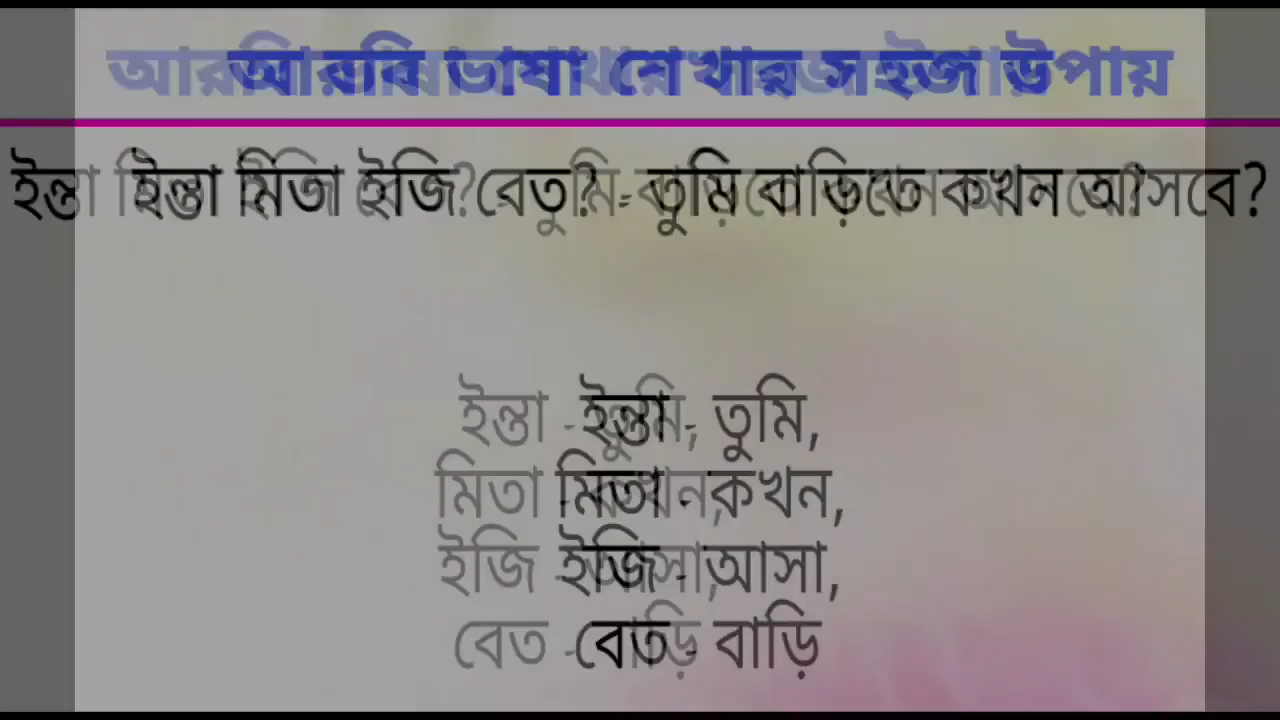 আরবি ভাষা শেখার সহজ উপায়
ইন্তা মিতা ইজি বেত? - তুমি বাড়িতে কখন আসবে?
ইন্তা - তুমি,
মিতা - কখন,
ইজি - আসা,
বেত - বাড়ি